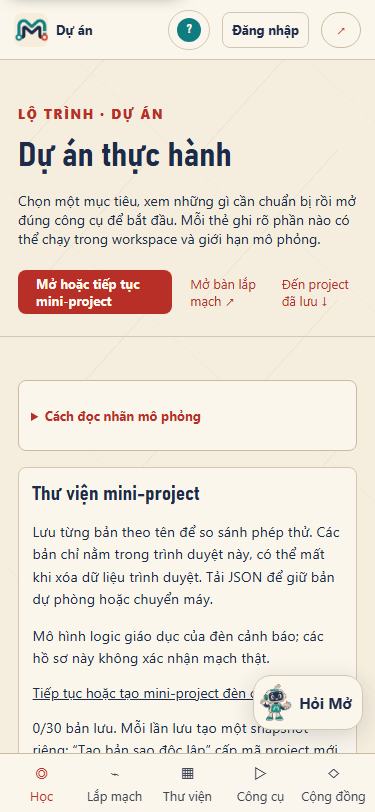 Dự án
?
Đăng nhập
↗
LỘ TRÌNH · DỰ ÁN
Dự án thực hành
Chọn một mục tiêu, xem những gì cần chuẩn bị rồi mở
đúng công cụ để bắt đầu. Mỗi thẻ ghi rõ phần nào có
thể chạy trong workspace và giới hạn mô phỏng.
Mở hoặc tiếp tục
mini-project
Mở bàn lắp
mạch ↗
Đến project
đã lưu ↓
Cách đọc nhãn mô phỏng
Thư viện mini-project
Lưu từng bản theo tên để so sánh phép thử. Các
bản chỉ nằm trong trình duyệt này, có thể mất
khi xóa dữ liệu trình duyệt. Tải JSON để giữ bản
dự phòng hoặc chuyển máy.
Mô hình logic giáo dục của đèn cảnh báo; các
hồ sơ này không xác nhận mạch thật.
Tiếp tục hoặc tạo mini-project đèn
Hỏi Mở
0/30 bản lưu. Mỗi lần lưu tạo một snapshot
riêng; “Tạo bản sao độc lập” cấp mã project mới
Học
Lắp mạch
Thư viện
Công cụ
Cộng đồng